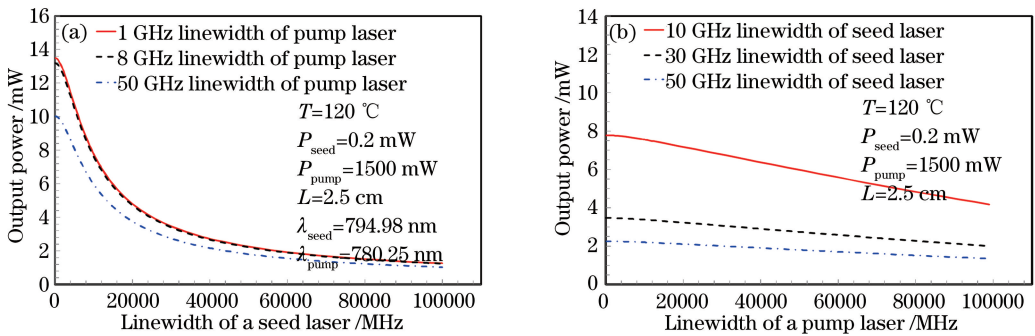 16
14
12
10
8
6
4
2
0
Output power /mW
(a)
1 GHz linewidth of pump laser
8 GHz linewidth of pump laser
50 GHz linewidth of pump laser
T=120 ℃
Pseed=0.2 mW
Ppump=1500 mW
L=2.5 cm
λseed=794.98 nm
λpump=780.25 nm
0 20000 40000 60000 80000 100000
Linewidth of a seed laser /MHz
14
12
10
8
6
4
2
0
Output power /mW
(b)
10 GHz linewidth of seed laser
30 GHz linewidth of seed laser
50 GHz linewidth of seed laser
T=120 ℃
Pseed=0.2 mW
Ppump=1500 mW
L=2.5 cm
0 20000 40000 60000 80000 100000
Linewidth of a pump laser /MHz